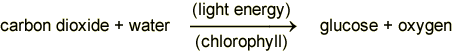 (light energy)
carbon dioxide + water → glucose + oxygen
(chlorophyll)